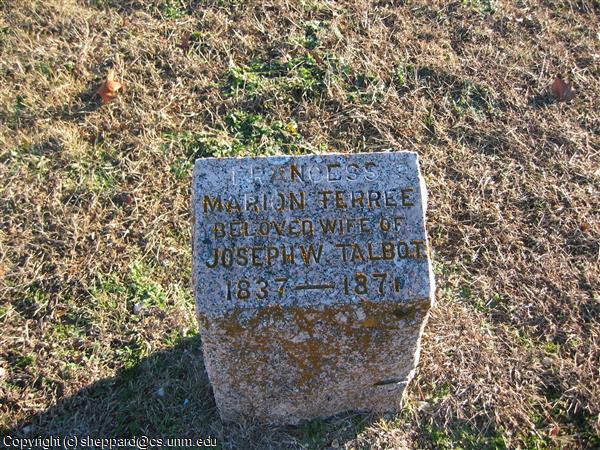 FRANCESS
MARION TERREE
BELOVED WIFE OF
JOSEPH W. TALBOT
1837 — 1871
Copyright (c) sheppard@cs.unm.edu